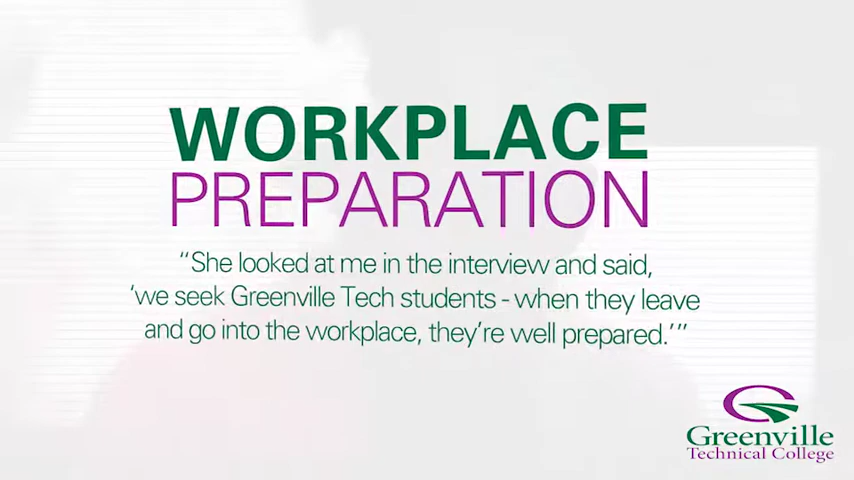 WORKPLACE
PREPARATION
“She looked at me in the interview and said,
‘we seek Greenville Tech students - when they leave
and go into the workplace, they’re well prepared.’”
Greenville
Technical College